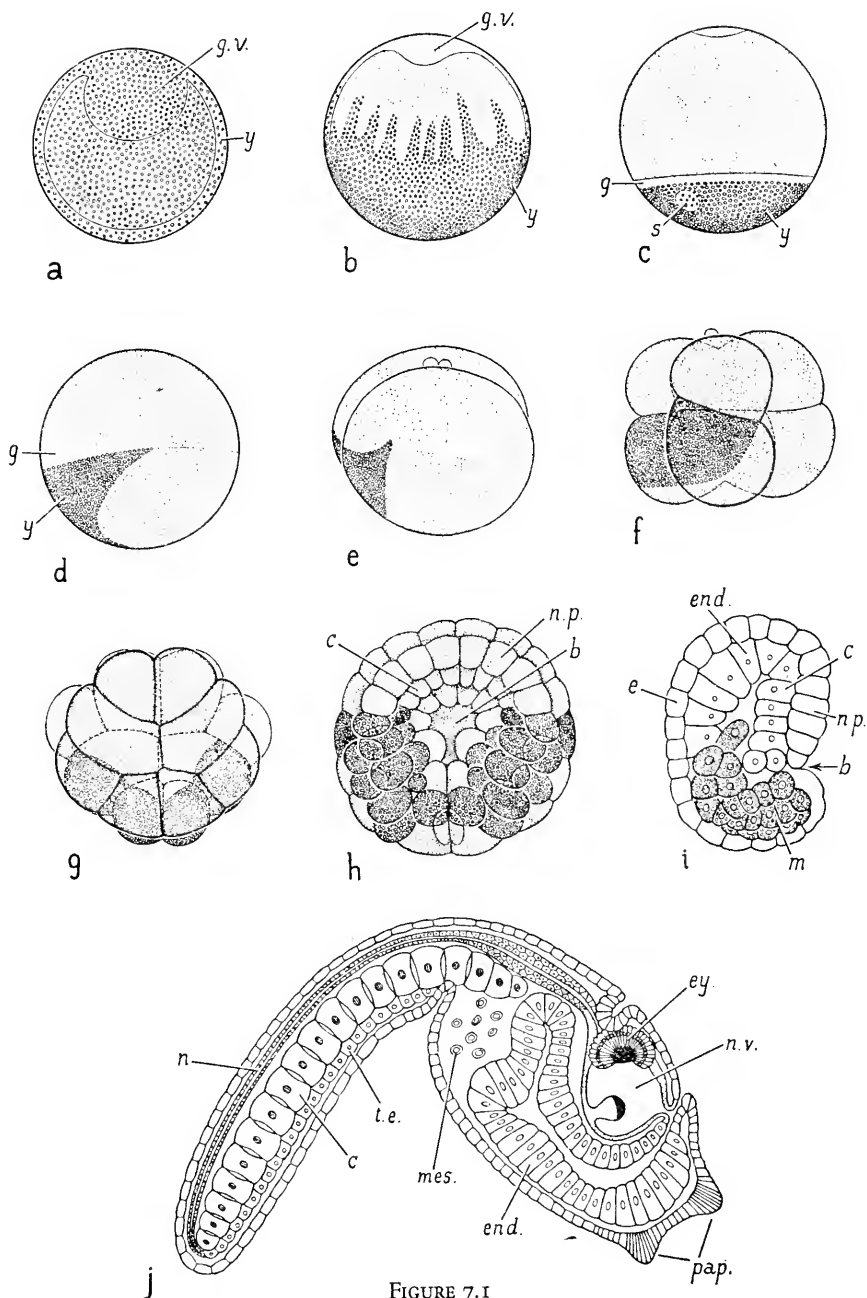 g.v.
y
a
g.v.
y
b
g
s
y
c
g
y
d
e
f
g
c
n.p.
b
h
end.
c
e
n.p.
b
m
i
ey.
n.v.
n
t.e.
c
mes.
end.
pap.
j
FIGURE 7.1